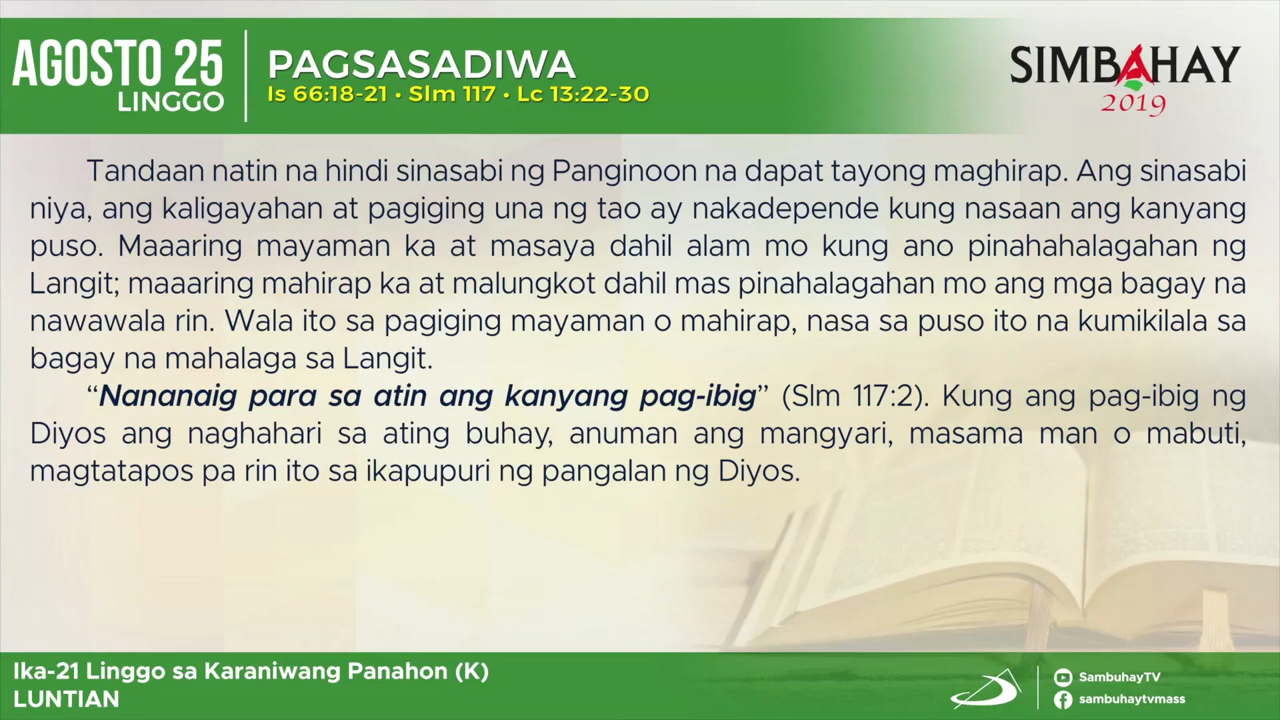 AGOSTO 25
LINGGO
PAGSASADIWA
Is 66:18-21 • Slm 117 • Lc 13:22-30
SIMBAHAY
2019
Tandaan natin na hindi sinasabi ng Panginoon na dapat tayong maghirap. Ang sinasabi
niya, ang kaligayahan at pagiging una ng tao ay nakadepende kung nasaan ang kanyang
puso. Maaaring mayaman ka at masaya dahil alam mo kung ano pinahahalagahan ng
Langit; maaaring mahirap ka at malungkot dahil mas pinahalagahan mo ang mga bagay na
nawawala rin. Wala ito sa pagiging mayaman o mahirap, nasa sa puso ito na kumikilala sa
bagay na mahalaga sa Langit.
“Nananaig para sa atin ang kanyang pag-ibig” (Slm 117:2). Kung ang pag-ibig ng
Diyos ang naghahari sa ating buhay, anuman ang mangyari, masama man o mabuti,
magtatapos pa rin ito sa ikapupuri ng pangalan ng Diyos.
Ika-21 Linggo sa Karaniwang Panahon (K)
LUNTIAN
SambuhayTV
sambuhaytvmass